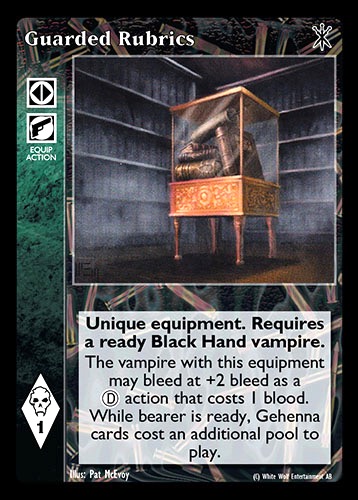 Guarded Rubrics
EQUIP
ACTION
Unique equipment. Requires
a ready Black Hand vampire.
The vampire with this equipment
may bleed at +2 bleed as a
Ⓓ action that costs 1 blood.
While bearer is ready, Gehenna
cards cost an additional pool to
play.
1
Illus: Pat McEvoy
(C) White Wolf Entertainment AB